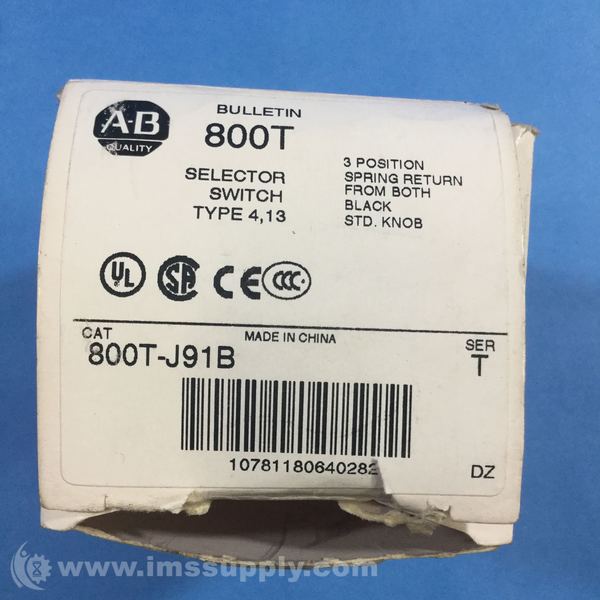 A-B
QUALITY
BULLETIN
800T
SELECTOR
SWITCH
TYPE 4,13
3 POSITION
SPRING RETURN
FROM BOTH
BLACK
STD. KNOB
UL
SA
CE
CCC
CAT
800T-J91B
MADE IN CHINA
SER
T
10781180640282
DZ
www.imssupply.com